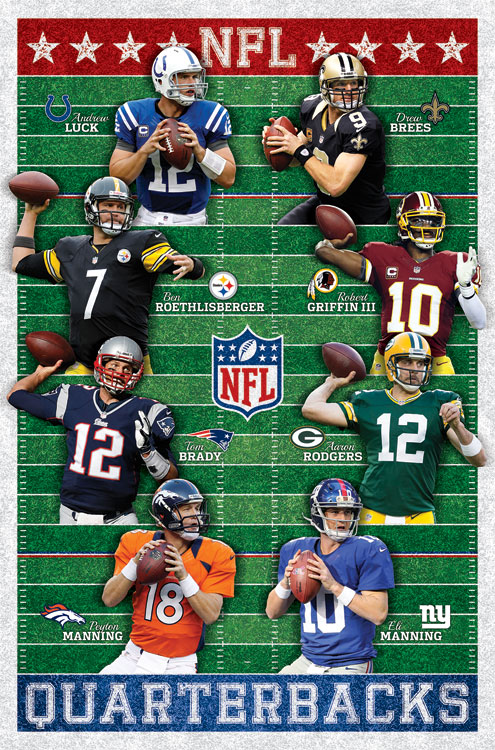 NFL
Andrew
LUCK
Drew
BREES
12
9
Ben
ROETHLISBERGER
Robert
GRIFFIN III
7
10
NFL
Tom
BRADY
Aaron
RODGERS
G
12
12
18
10
Peyton
MANNING
Eli
MANNING
ny
QUARTERBACKS